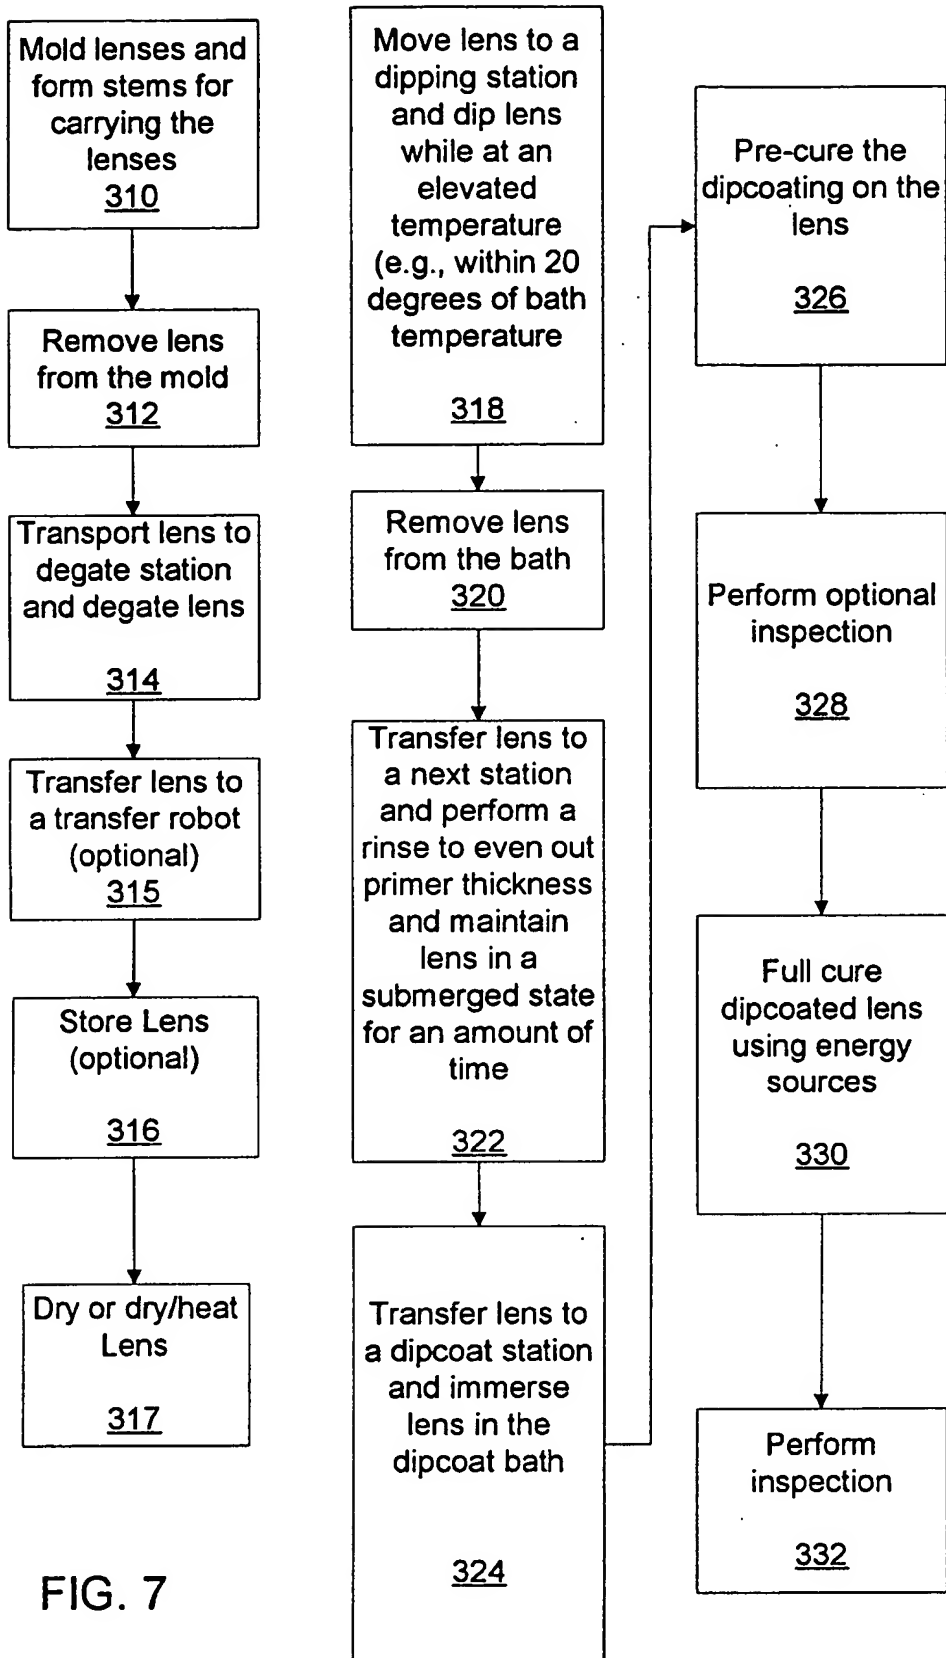 Mold lenses and
form stems for
carrying the
lenses
310
Remove lens
from the mold
312
Transport lens to
degate station
and degate lens
314
Transfer lens to
a transfer robot
(optional)
315
Store Lens
(optional)
316
Dry or dry/heat
Lens
317
Move lens to a
dipping station
and dip lens
while at an
elevated
temperature
(e.g., within 20
degrees of bath
temperature
318
Remove lens
from the bath
320
Transfer lens to
a next station
and perform a
rinse to even out
primer thickness
and maintain
lens in a
submerged state
for an amount of
time
322
Transfer lens to
a dipcoat station
and immerse
lens in the
dipcoat bath
324
Pre-cure the
dipcoating on the
lens
326
Perform optional
inspection
328
Full cure
dipcoated lens
using energy
sources
330
Perform
inspection
332
FIG. 7